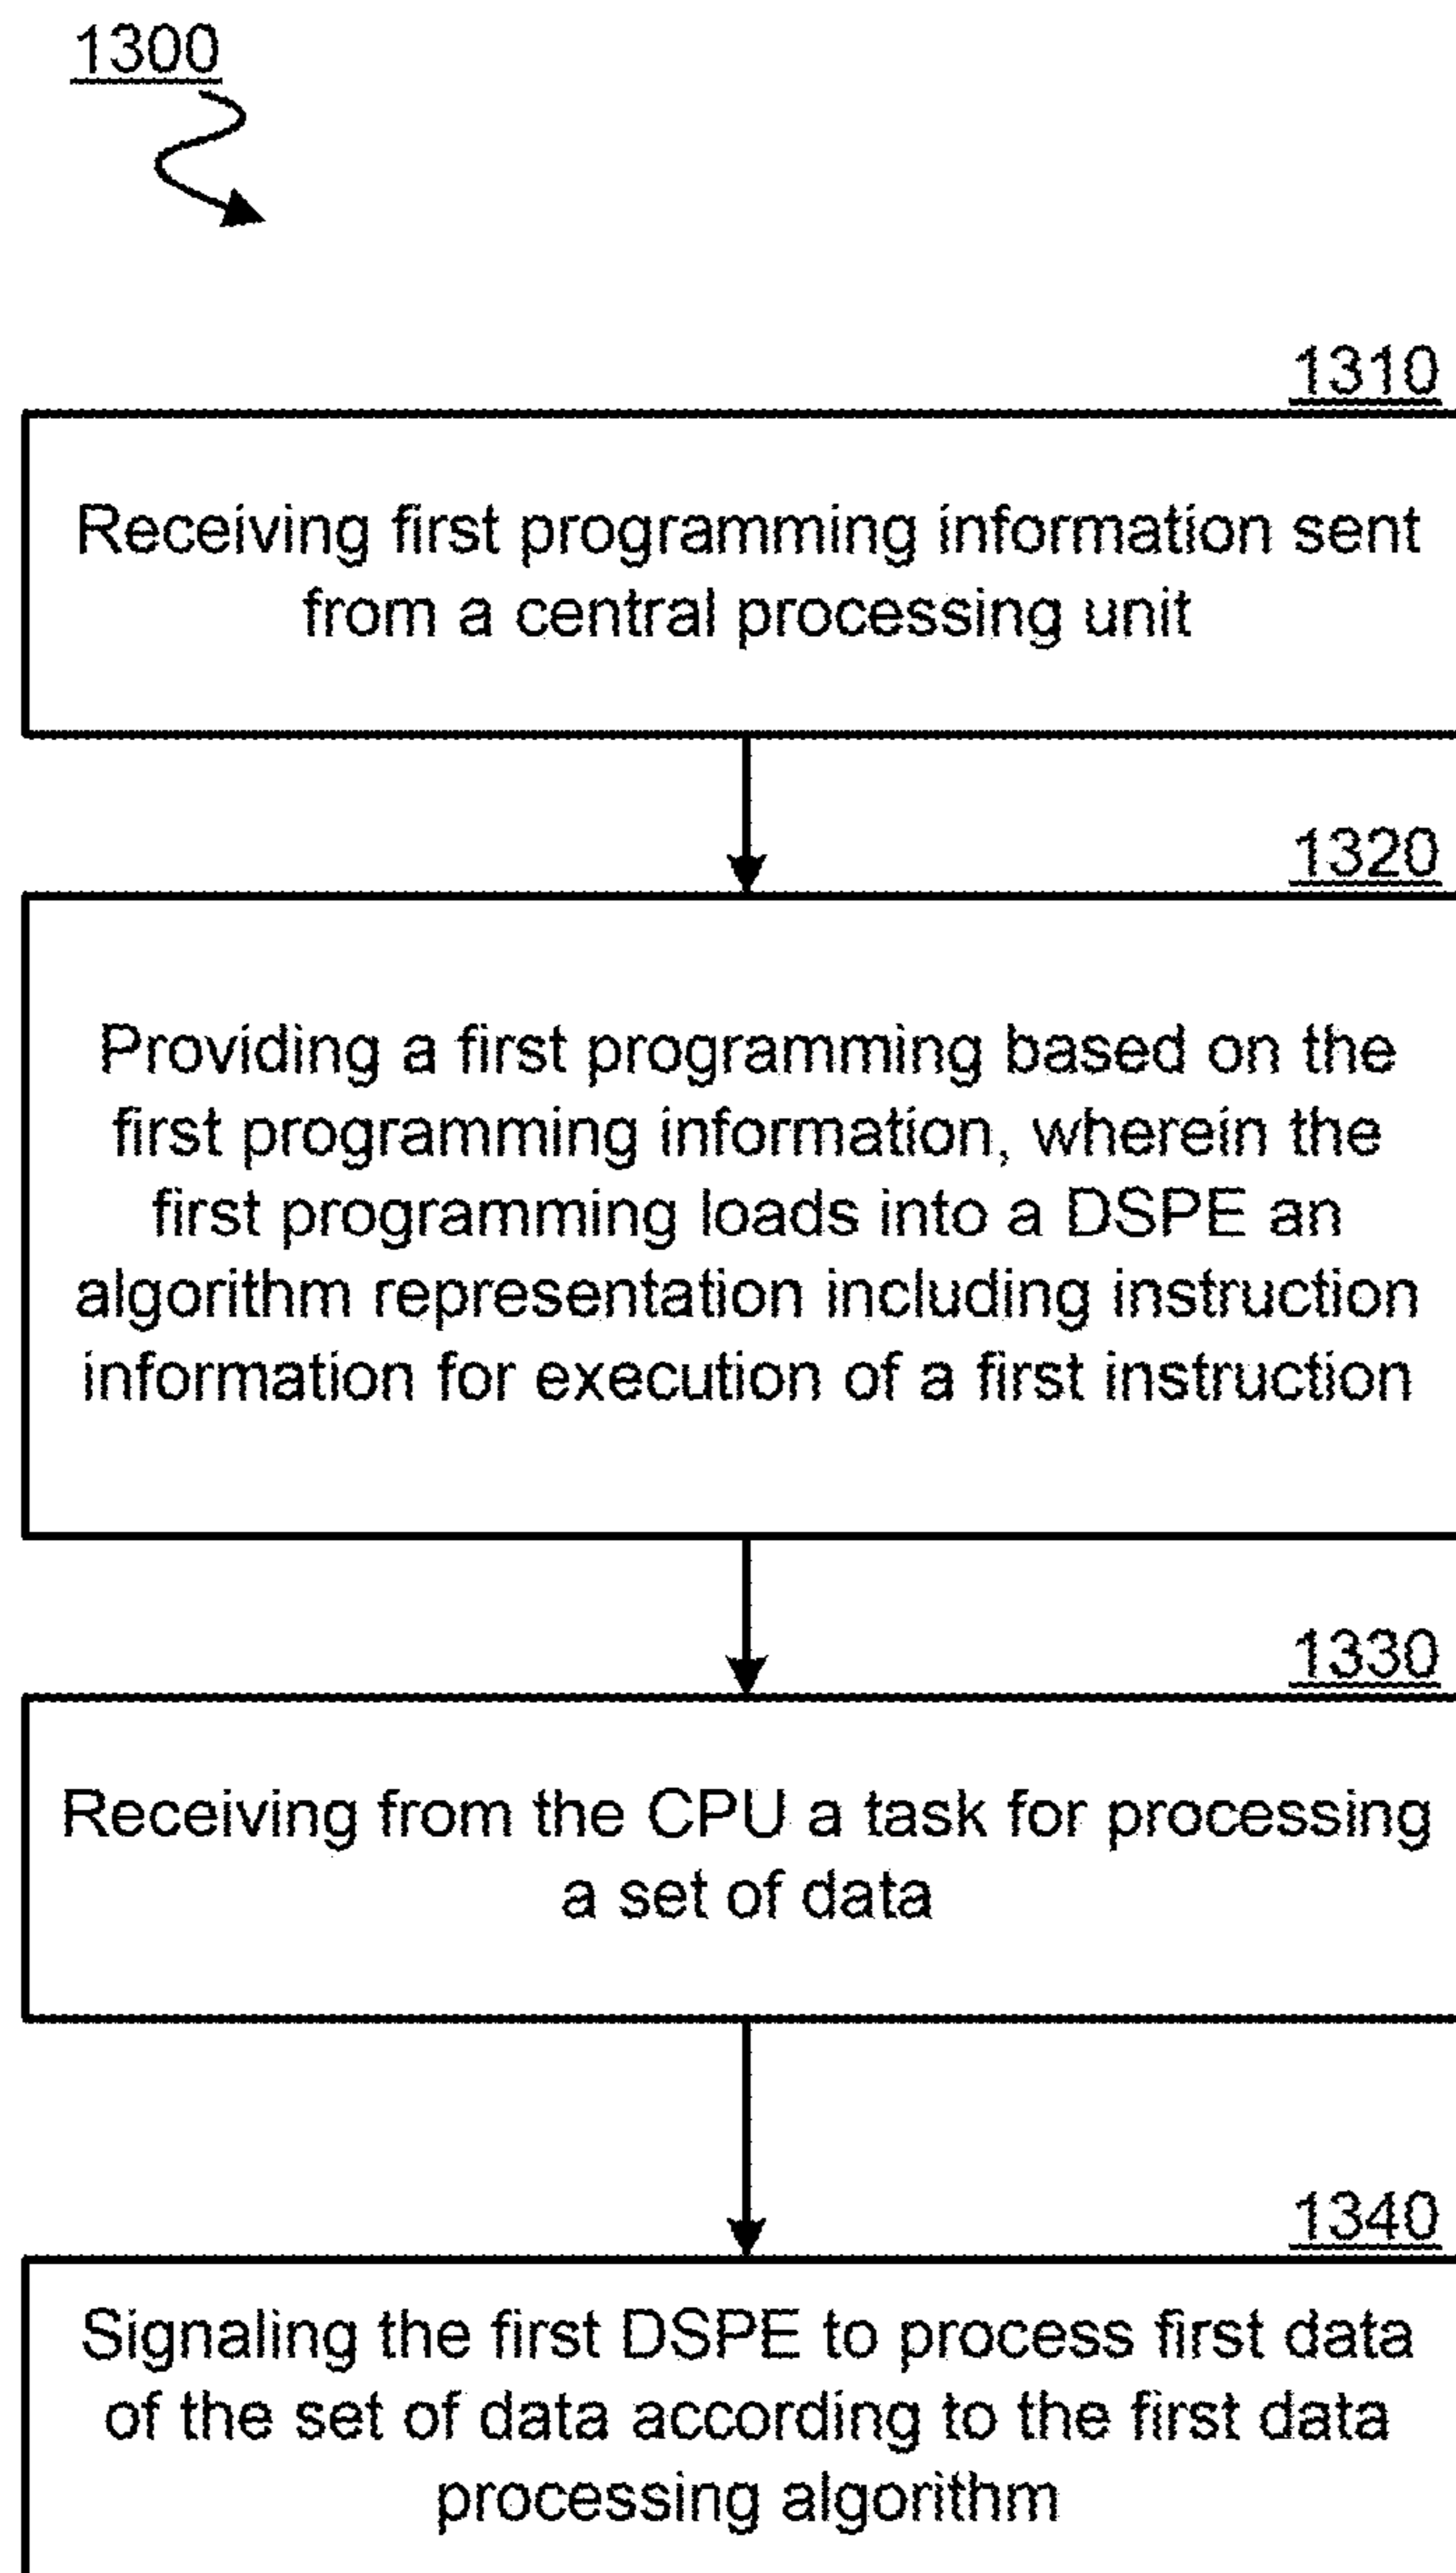 1300
1310
Receiving first programming information sent
from a central processing unit
1320
Providing a first programming based on the
first programming information, wherein the
first programming loads into a DSPE an
algorithm representation including instruction
information for execution of a first instruction
1330
Receiving from the CPU a task for processing
a set of data
1340
Signaling the first DSPE to process first data
of the set of data according to the first data
processing algorithm